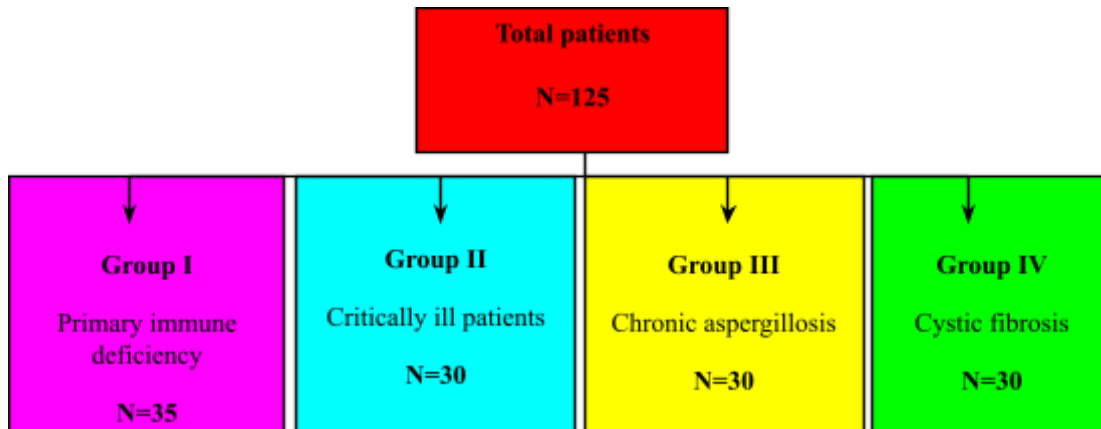 Total patients
N=125
Group I
Primary immune
deficiency
N=35
Group II
Critically ill patients
N=30
Group III
Chronic aspergillosis
N=30
Group IV
Cystic fibrosis
N=30